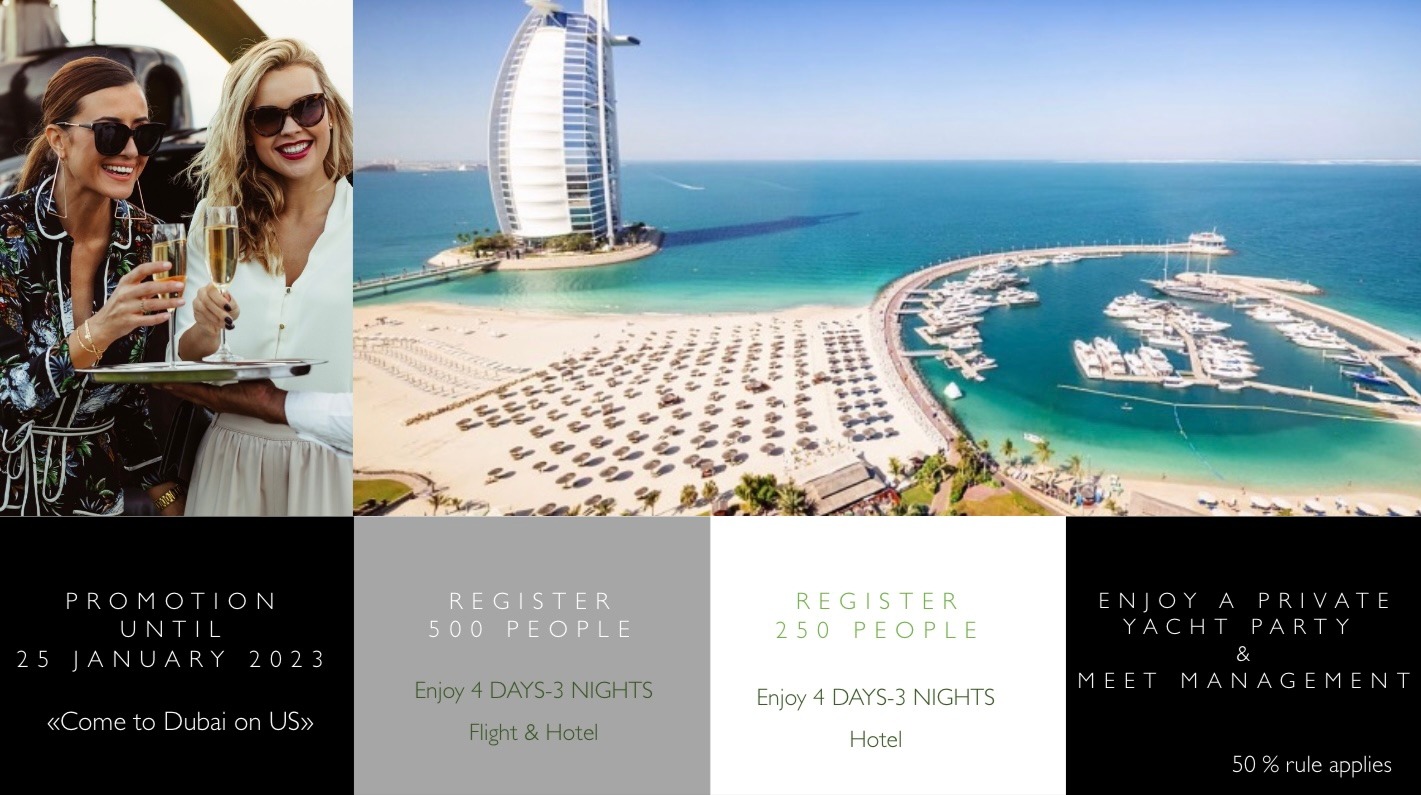 PROMOTION
UNTIL
25 JANUARY 2023
«Come to Dubai on US»
REGISTER
500 PEOPLE
Enjoy 4 DAYS-3 NIGHTS
Flight & Hotel
REGISTER
250 PEOPLE
Enjoy 4 DAYS-3 NIGHTS
Hotel
ENJOY A PRIVATE
YACHT PARTY
&
MEET MANAGEMENT
50 % rule applies